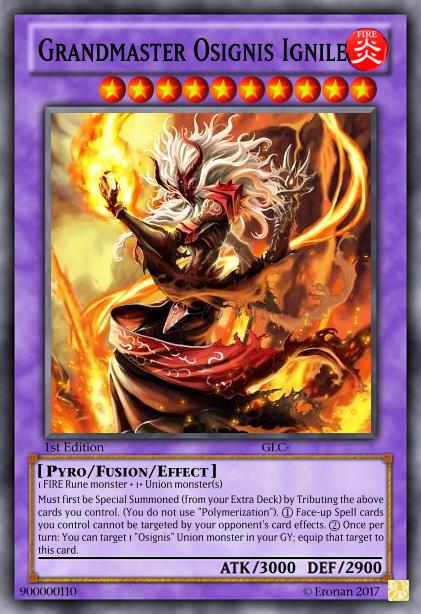 GRANDMASTER OSIGNIS IGNILE
FIRE
炎
1st Edition GLC-
[ PYRO/FUSION/EFFECT ]
1 FIRE Rune monster + 1+ Union monster(s)
Must first be Special Summoned (from your Extra Deck) by Tributing the above
cards you control. (You do not use "Polymerization"). ① Face-up Spell cards
you control cannot be targeted by your opponent's card effects. ② Once per
turn: You can target 1 "Osignis" Union monster in your GY; equip that target to
this card.
ATK/3000 DEF/2900
900000110 © Eronan 2017